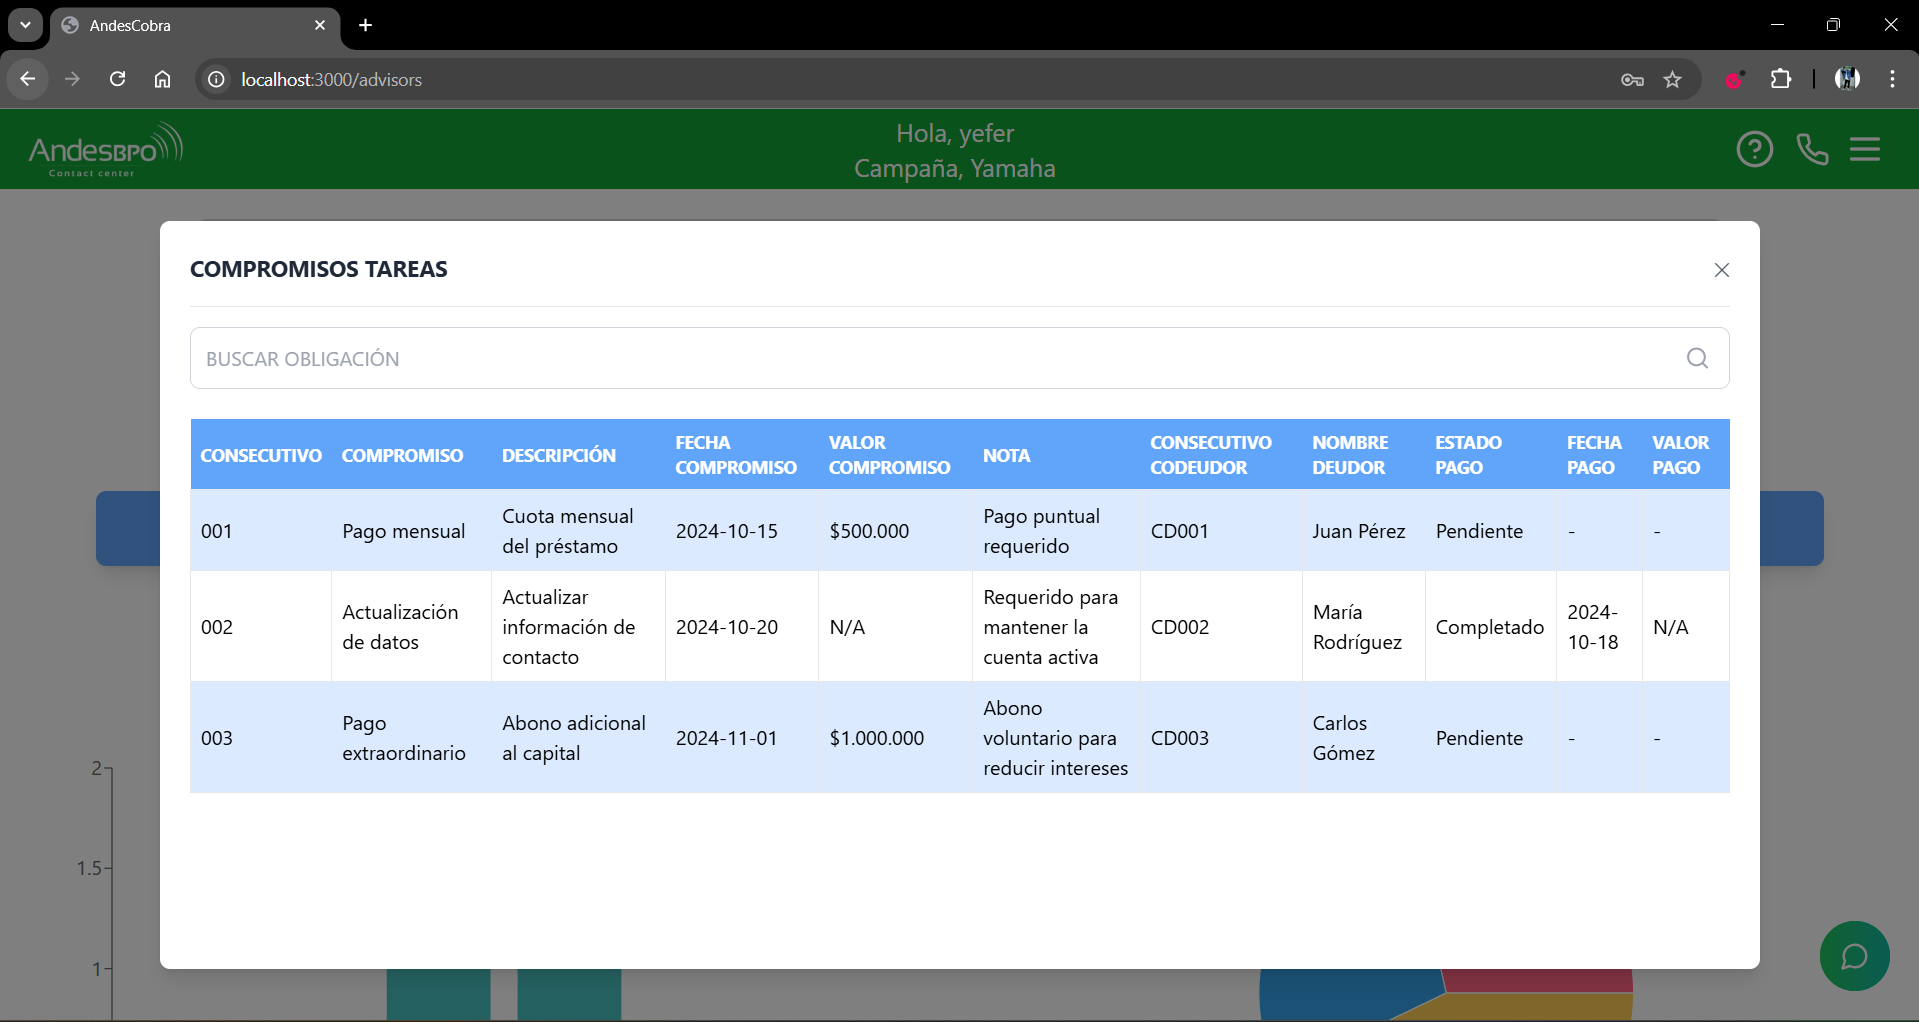 AndesCobra
localhost:3000/advisors
AndesBPO
Contact center
Hola, yefer
Campaña, Yamaha
COMPROMISOS TAREAS
BUSCAR OBLIGACIÓN
CONSECUTIVO COMPROMISO DESCRIPCIÓN FECHA COMPROMISO VALOR COMPROMISO NOTA CONSECUTIVO CODEUDOR NOMBRE DEUDOR ESTADO PAGO FECHA PAGO VALOR PAGO
001 Pago mensual Cuota mensual del préstamo 2024-10-15 $500.000 Pago puntual requerido CD001 Juan Pérez Pendiente - -
002 Actualización de datos Actualizar información de contacto 2024-10-20 N/A Requerido para mantener la cuenta activa CD002 María Rodríguez Completado 2024-10-18 N/A
003 Pago extraordinario Abono adicional al capital 2024-11-01 $1.000.000 Abono voluntario para reducir intereses CD003 Carlos Gómez Pendiente - -
2
1.5
1